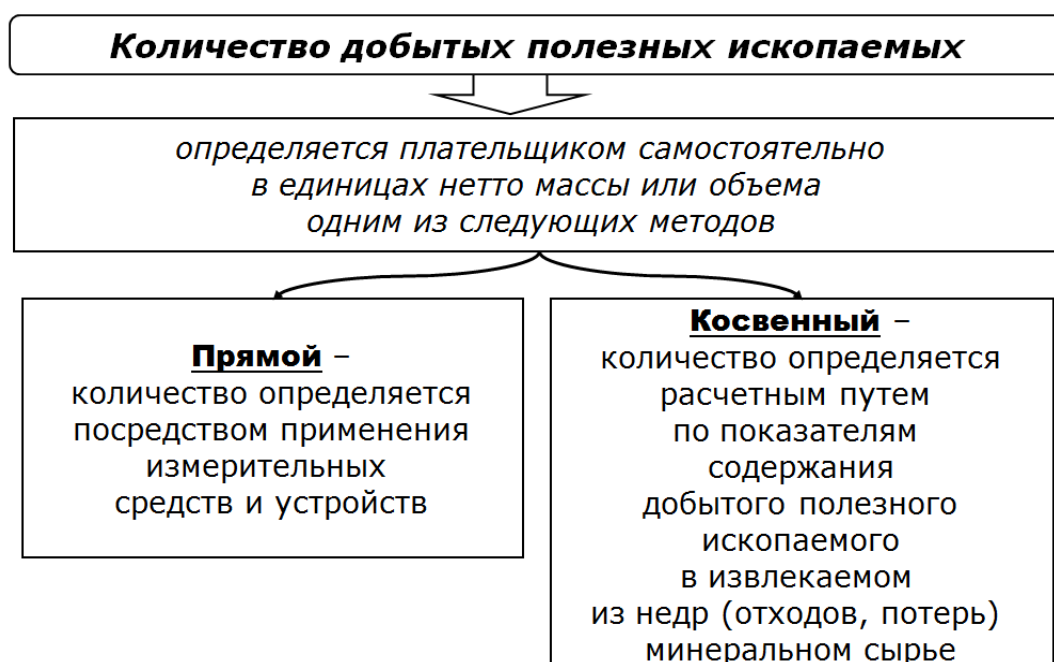 Количество добытых полезных ископаемых
определяется плательщиком самостоятельно
в единицах нетто массы или объема
одним из следующих методов
Прямой –
количество определяется
посредством применения
измерительных
средств и устройств
Косвенный –
количество определяется
расчетным путем
по показателям
содержания
добытого полезного
ископаемого
в извлекаемом
из недр (отходов, потерь)
минеральном сырье